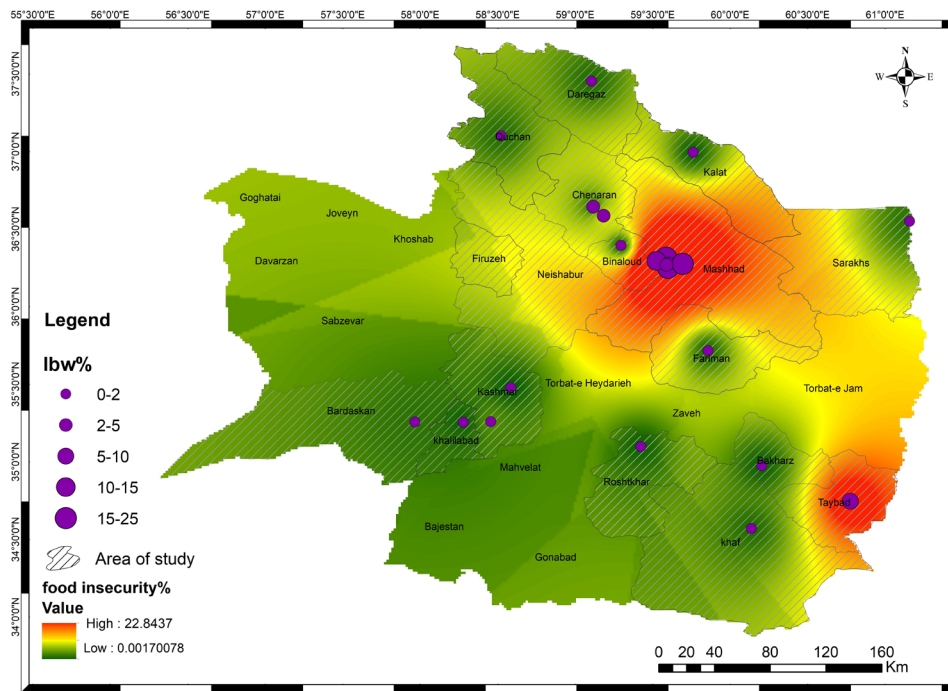 55°30'0"E 56°30'0"E 57°0'0"E 57°30'0"E 58°0'0"E 58°30'0"E 59°0'0"E 59°30'0"E 60°0'0"E 60°30'0"E 61°0'0"E
37°30'0"N
37°0'0"N
36°30'0"N
36°0'0"N
35°30'0"N
35°0'0"N
34°30'0"N
34°0'0"N
N
W E
S
Daregaz
Quchan
Kalat
Chenaran
Goghatai
Joveyn
Khoshab
Davarzan
Firuzeh
Binaloud
Neishabur
Mashhad
Sarakhs
Sabzevar
Fariman
Kashmar
Torbat-e Heydarieh
Torbat-e Jam
Bardaskan
Zaveh
khalilabad
Mahvelat
Bakharz
Roshtkhar
Taybad
Bajestan
khaf
Gonabad
Legend
lbw%
0-2
2-5
5-10
10-15
15-25
Area of study
food insecurity%
Value
High : 22.8437
Low : 0.00170078
0 20 40 80 120 160
Km